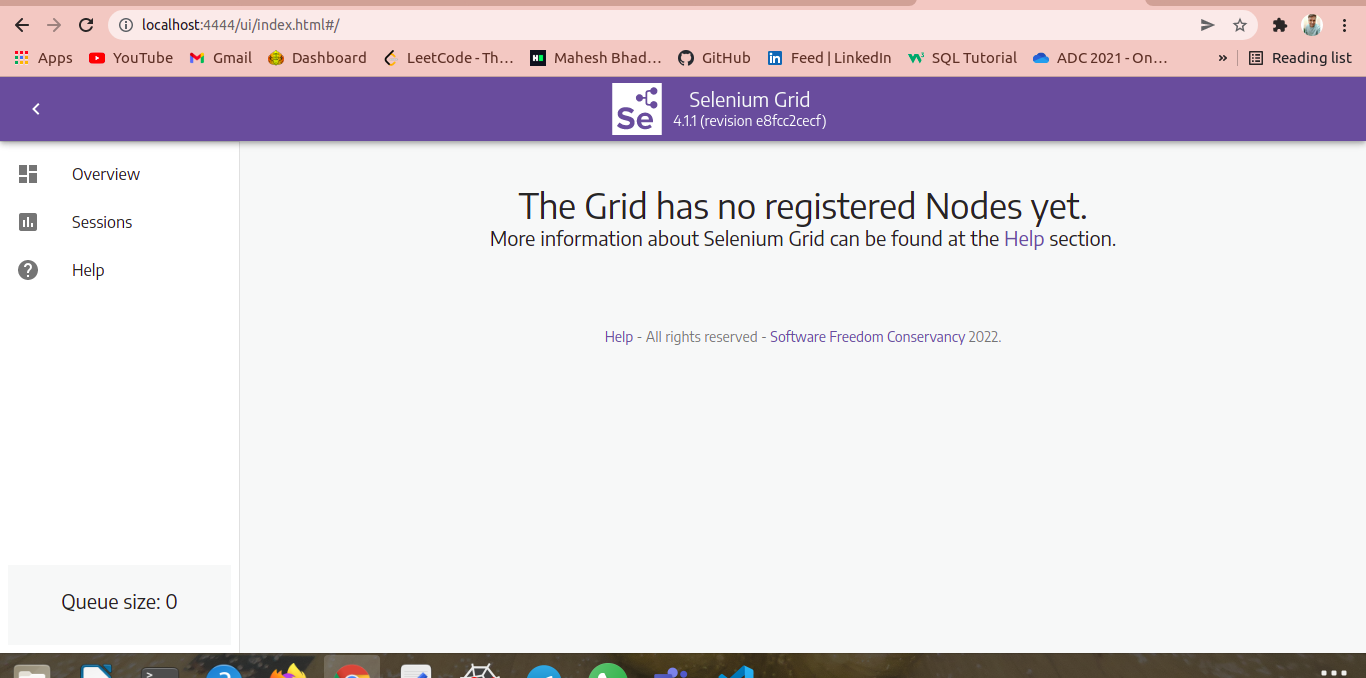 localhost:4444/ui/index.html#/
Apps YouTube Gmail Dashboard LeetCode - Th... Mahesh Bhad... GitHub Feed | LinkedIn SQL Tutorial ADC 2021 - On... » Reading list
Se Selenium Grid
4.1.1 (revision e8fcc2cecf)
Overview
Sessions
Help
The Grid has no registered Nodes yet.
More information about Selenium Grid can be found at the Help section.
Help - All rights reserved - Software Freedom Conservancy 2022.
Queue size: 0